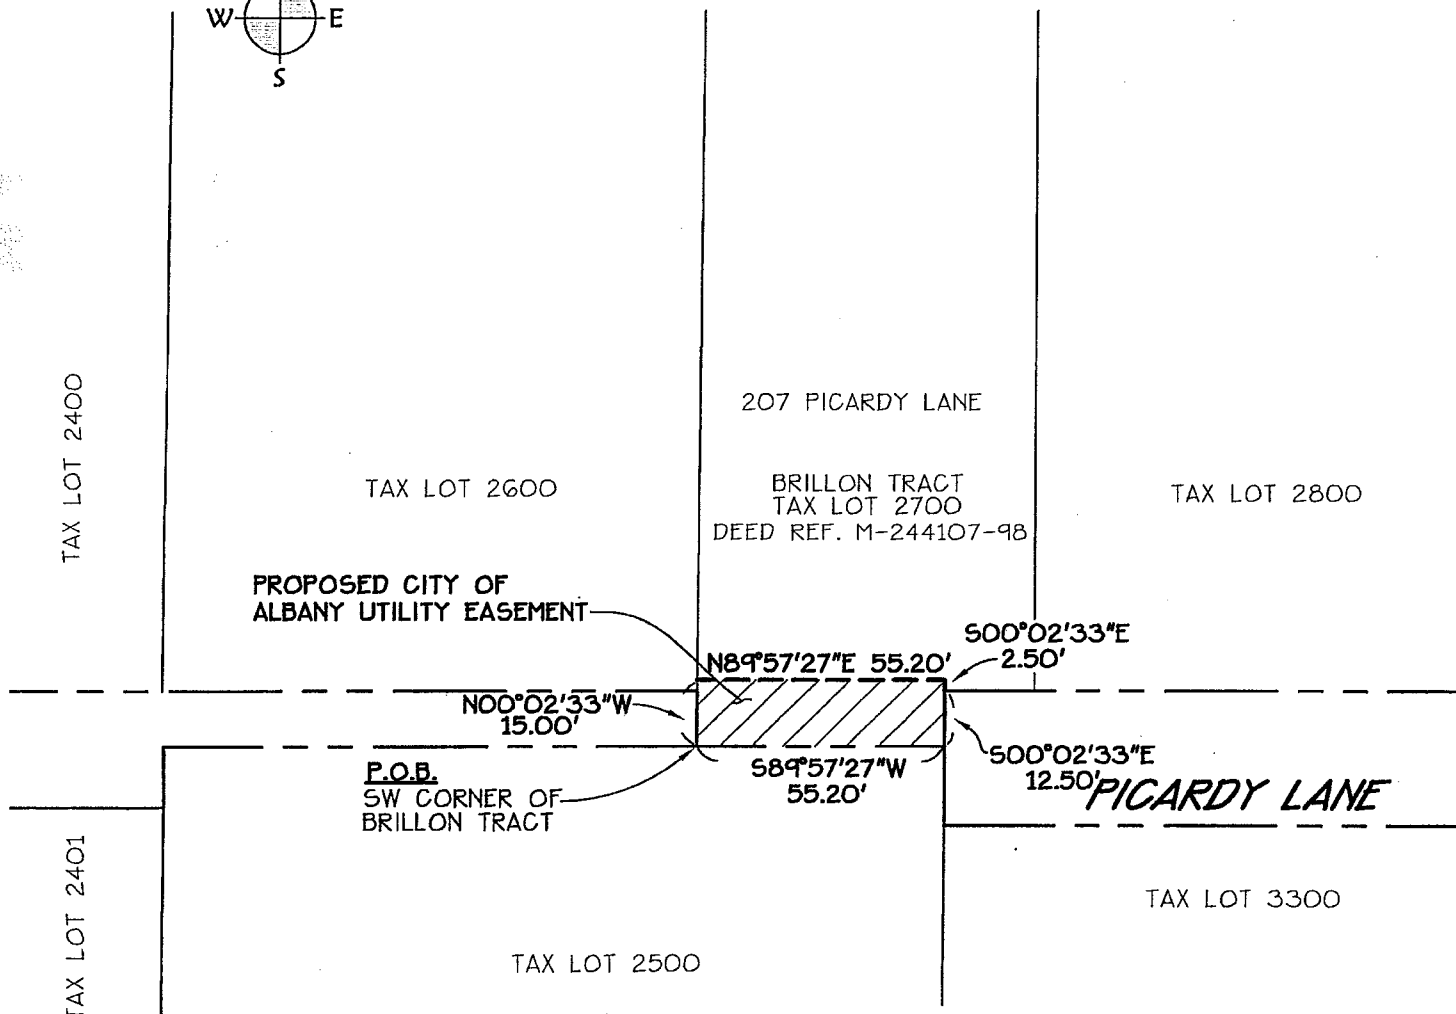 W E
S
TAX LOT 2400
207 PICARDY LANE
TAX LOT 2600
BRILLON TRACT
TAX LOT 2700
DEED REF. M-244107-98
TAX LOT 2800
PROPOSED CITY OF
ALBANY UTILITY EASEMENT
S00°02'33"E
2.50'
N89°57'27"E 55.20'
N00°02'33"W
15.00'
S00°02'33"E
12.50'
S89°57'27"W
55.20'
P.O.B.
SW CORNER OF
BRILLON TRACT
PICARDY LANE
TAX LOT 2401
TAX LOT 3300
TAX LOT 2500